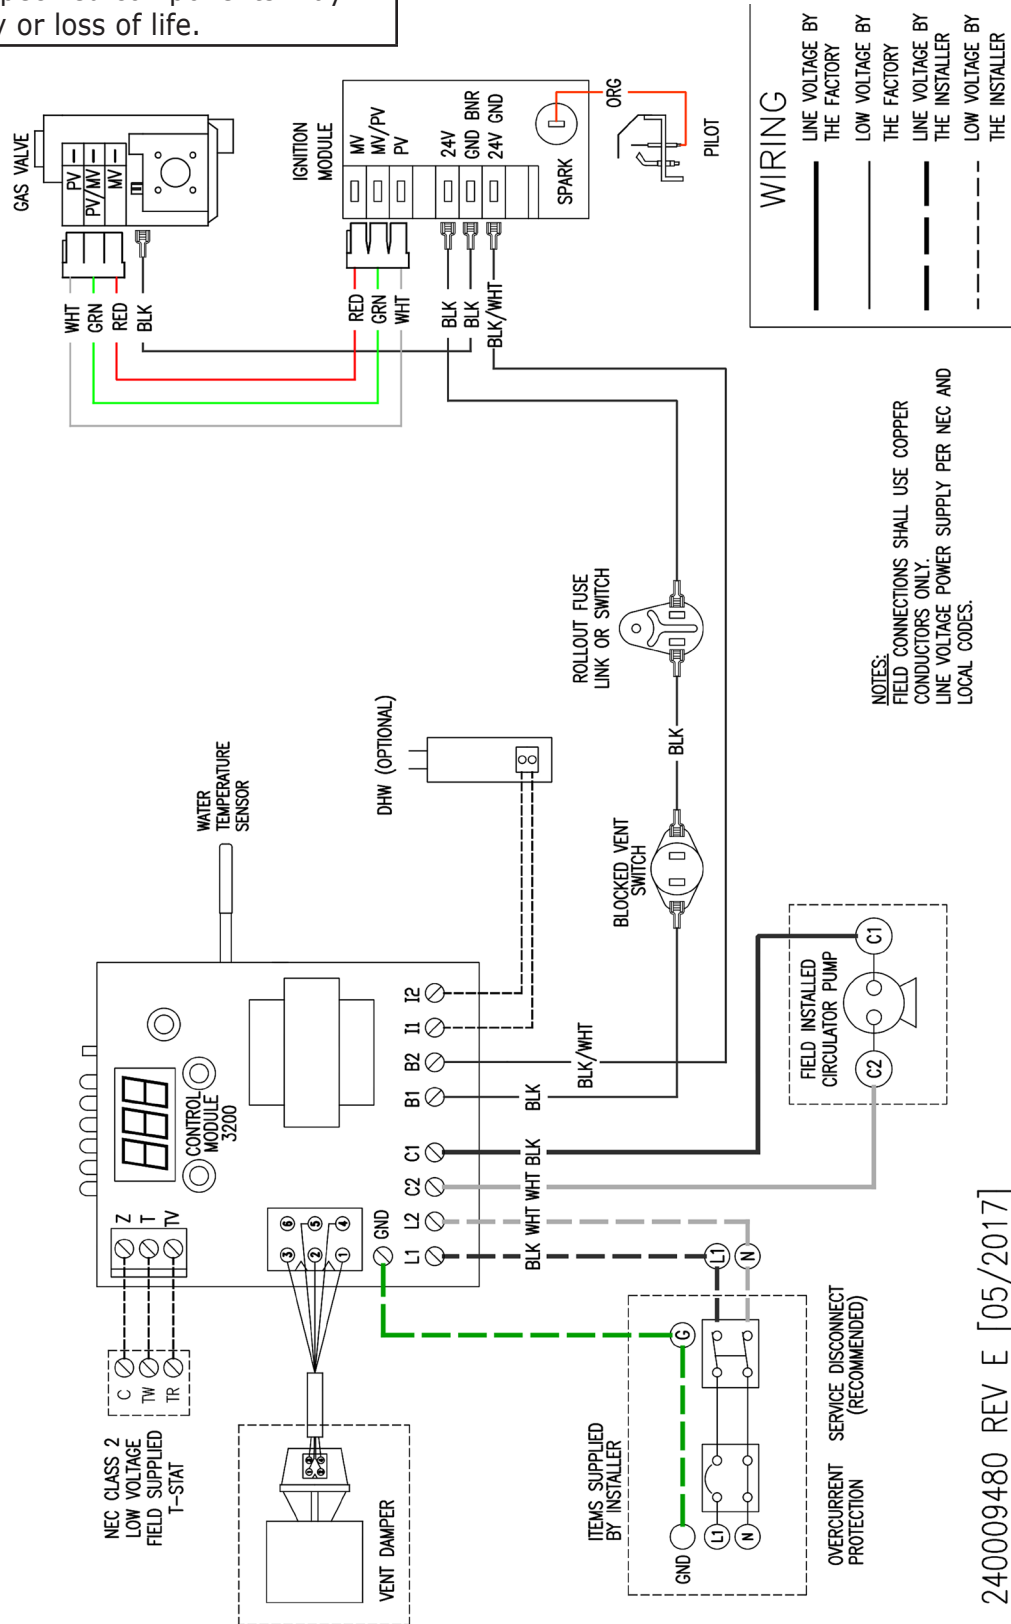 y or loss of life.
GAS VALVE
PV
PV/MV
MV
WHT
GRN
RED
BLK
IGNITION
MODULE
MV
MV/PV
PV
24V
GND BNR
24V GND
SPARK
ORG
PILOT
RED
GRN
WHT
BLK
BLK
BLK/WHT
WIRING
LINE VOLTAGE BY
THE FACTORY
LOW VOLTAGE BY
THE FACTORY
LINE VOLTAGE BY
THE INSTALLER
LOW VOLTAGE BY
THE INSTALLER
NOTES:
FIELD CONNECTIONS SHALL USE COPPER
CONDUCTORS ONLY.
LINE VOLTAGE POWER SUPPLY PER NEC AND
LOCAL CODES.
ROLLOUT FUSE
LINK OR SWITCH
BLK
BLOCKED VENT
SWITCH
DHW (OPTIONAL)
WATER
TEMPERATURE
SENSOR
CONTROL
MODULE
3200
Z
T
TV
C
TW
TR
NEC CLASS 2
LOW VOLTAGE
FIELD SUPPLIED
T-STAT
6
5
4
3
2
1
GND
L1
L2
C2
C1
B1
B2
I1
I2
BLK
WHT
WHT
BLK
BLK
BLK/WHT
FIELD INSTALLED
CIRCULATOR PUMP
C1
C2
VENT DAMPER
ITEMS SUPPLIED
BY INSTALLER
G
L1
N
GND
L1
N
SERVICE DISCONNECT
(RECOMMENDED)
OVERCURRENT
PROTECTION
240009480 REV E [05/2017]